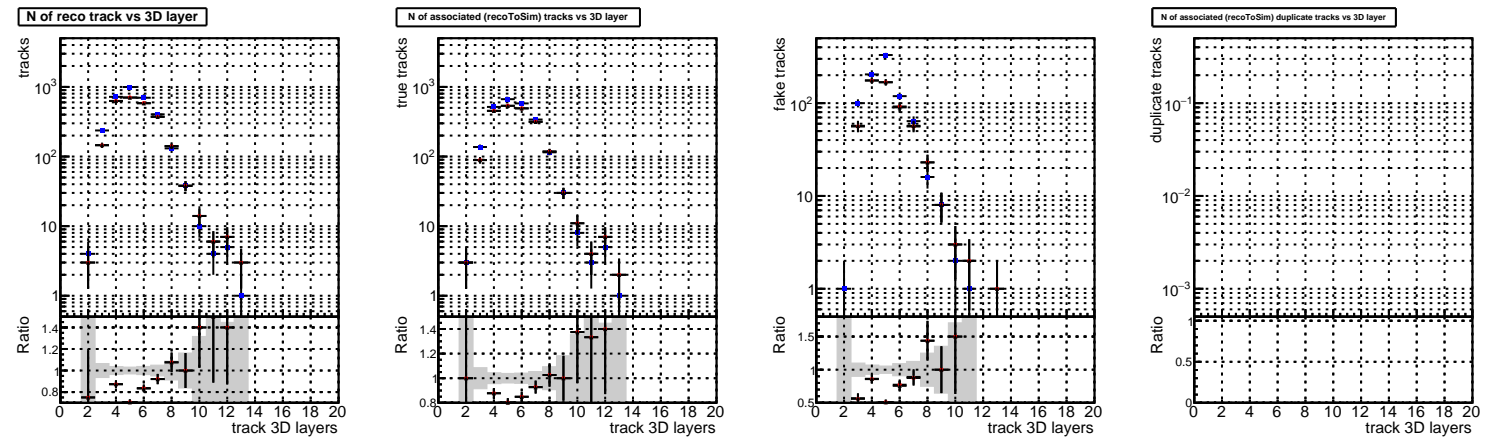 N of reco track vs 3D layer
tracks
10³
10²
10
1
Ratio
1.4
1.2
1
0.8
0 2 4 6 8 10 12 14 16 18 20
track 3D layers
N of associated (recoToSim) tracks vs 3D layer
true tracks
10³
10²
10
1
Ratio
1.4
1.2
1
0.8
0 2 4 6 8 10 12 14 16 18 20
track 3D layers
fake tracks
10²
10
1
Ratio
1.5
1
0.5
0 2 4 6 8 10 12 14 16 18 20
track 3D layers
N of associated (recoToSim) duplicate tracks vs 3D layer
duplicate tracks
10⁻¹
10⁻²
10⁻³
Ratio
1
0.5
0
0 2 4 6 8 10 12 14 16 18 20
track 3D layers